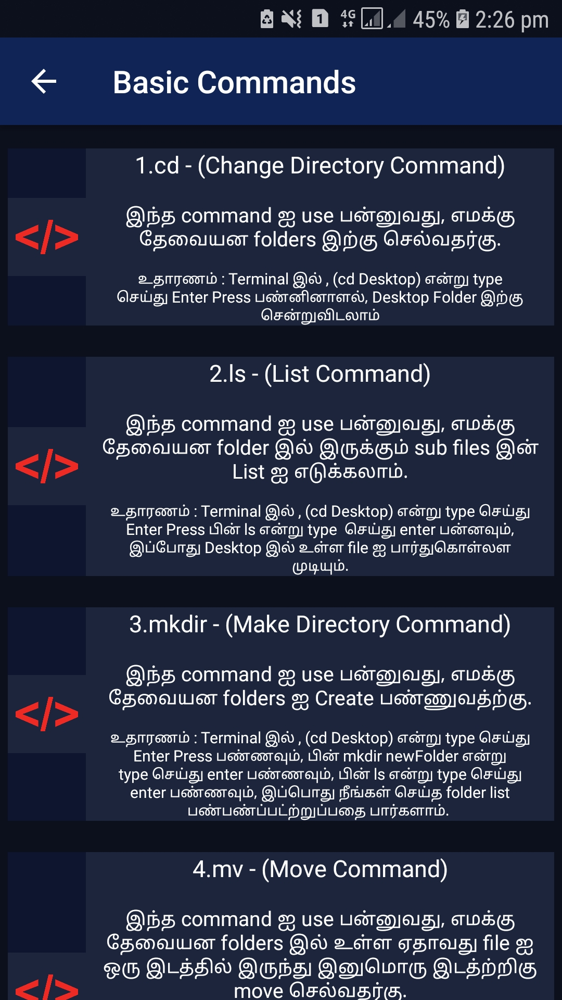 4G
1
45%
2:26 pm
Basic Commands
1.cd - (Change Directory Command)
இந்த command ஐ use பன்னுவது, எமக்கு
தேவையன folders இற்கு செல்வதர்கு.
உதாரணம் : Terminal இல் , (cd Desktop) என்று type
செய்து Enter Press பண்னினாளல், Desktop Folder இற்கு
சென்றுவிடலாம்
</>
2.ls - (List Command)
இந்த command ஐ use பன்னுவது, எமக்கு
தேவையன folder இல் இருக்கும் sub files இன்
List ஐ எடுக்கலாம்.
உதாரணம் : Terminal இல் , (cd Desktop) என்று type செய்து
Enter Press பின் ls என்று type  செய்து enter பன்னவும்,
இப்போது Desktop இல் உள்ள file ஐ பார்துகொள்லள
முடியும்.
</>
3.mkdir - (Make Directory Command)
இந்த command ஐ use பன்னுவது, எமக்கு
தேவையன folders ஐ Create பண்ணுவத்ற்கு.
உதாரணம் : Terminal இல் , (cd Desktop) என்று type செய்து
Enter Press பண்ணவும், பின் mkdir newFolder என்று
type செய்து enter பண்ணவும், பின் ls என்று type செய்து
enter பண்ணவும், இப்பொது நீங்கள் செய்த folder list
பண்பண்ப்பட்ற்றுப்பதை பார்களாம்.
</>
4.mv - (Move Command)
இந்த command ஐ use பன்னுவது, எமக்கு
தேவையன folders இல் உள்ள ஏதாவது file ஐ
ஒரு இடத்தில் இருந்து இனுமொரு இடத்ற்றிகு
move செல்வதர்கு.
</>